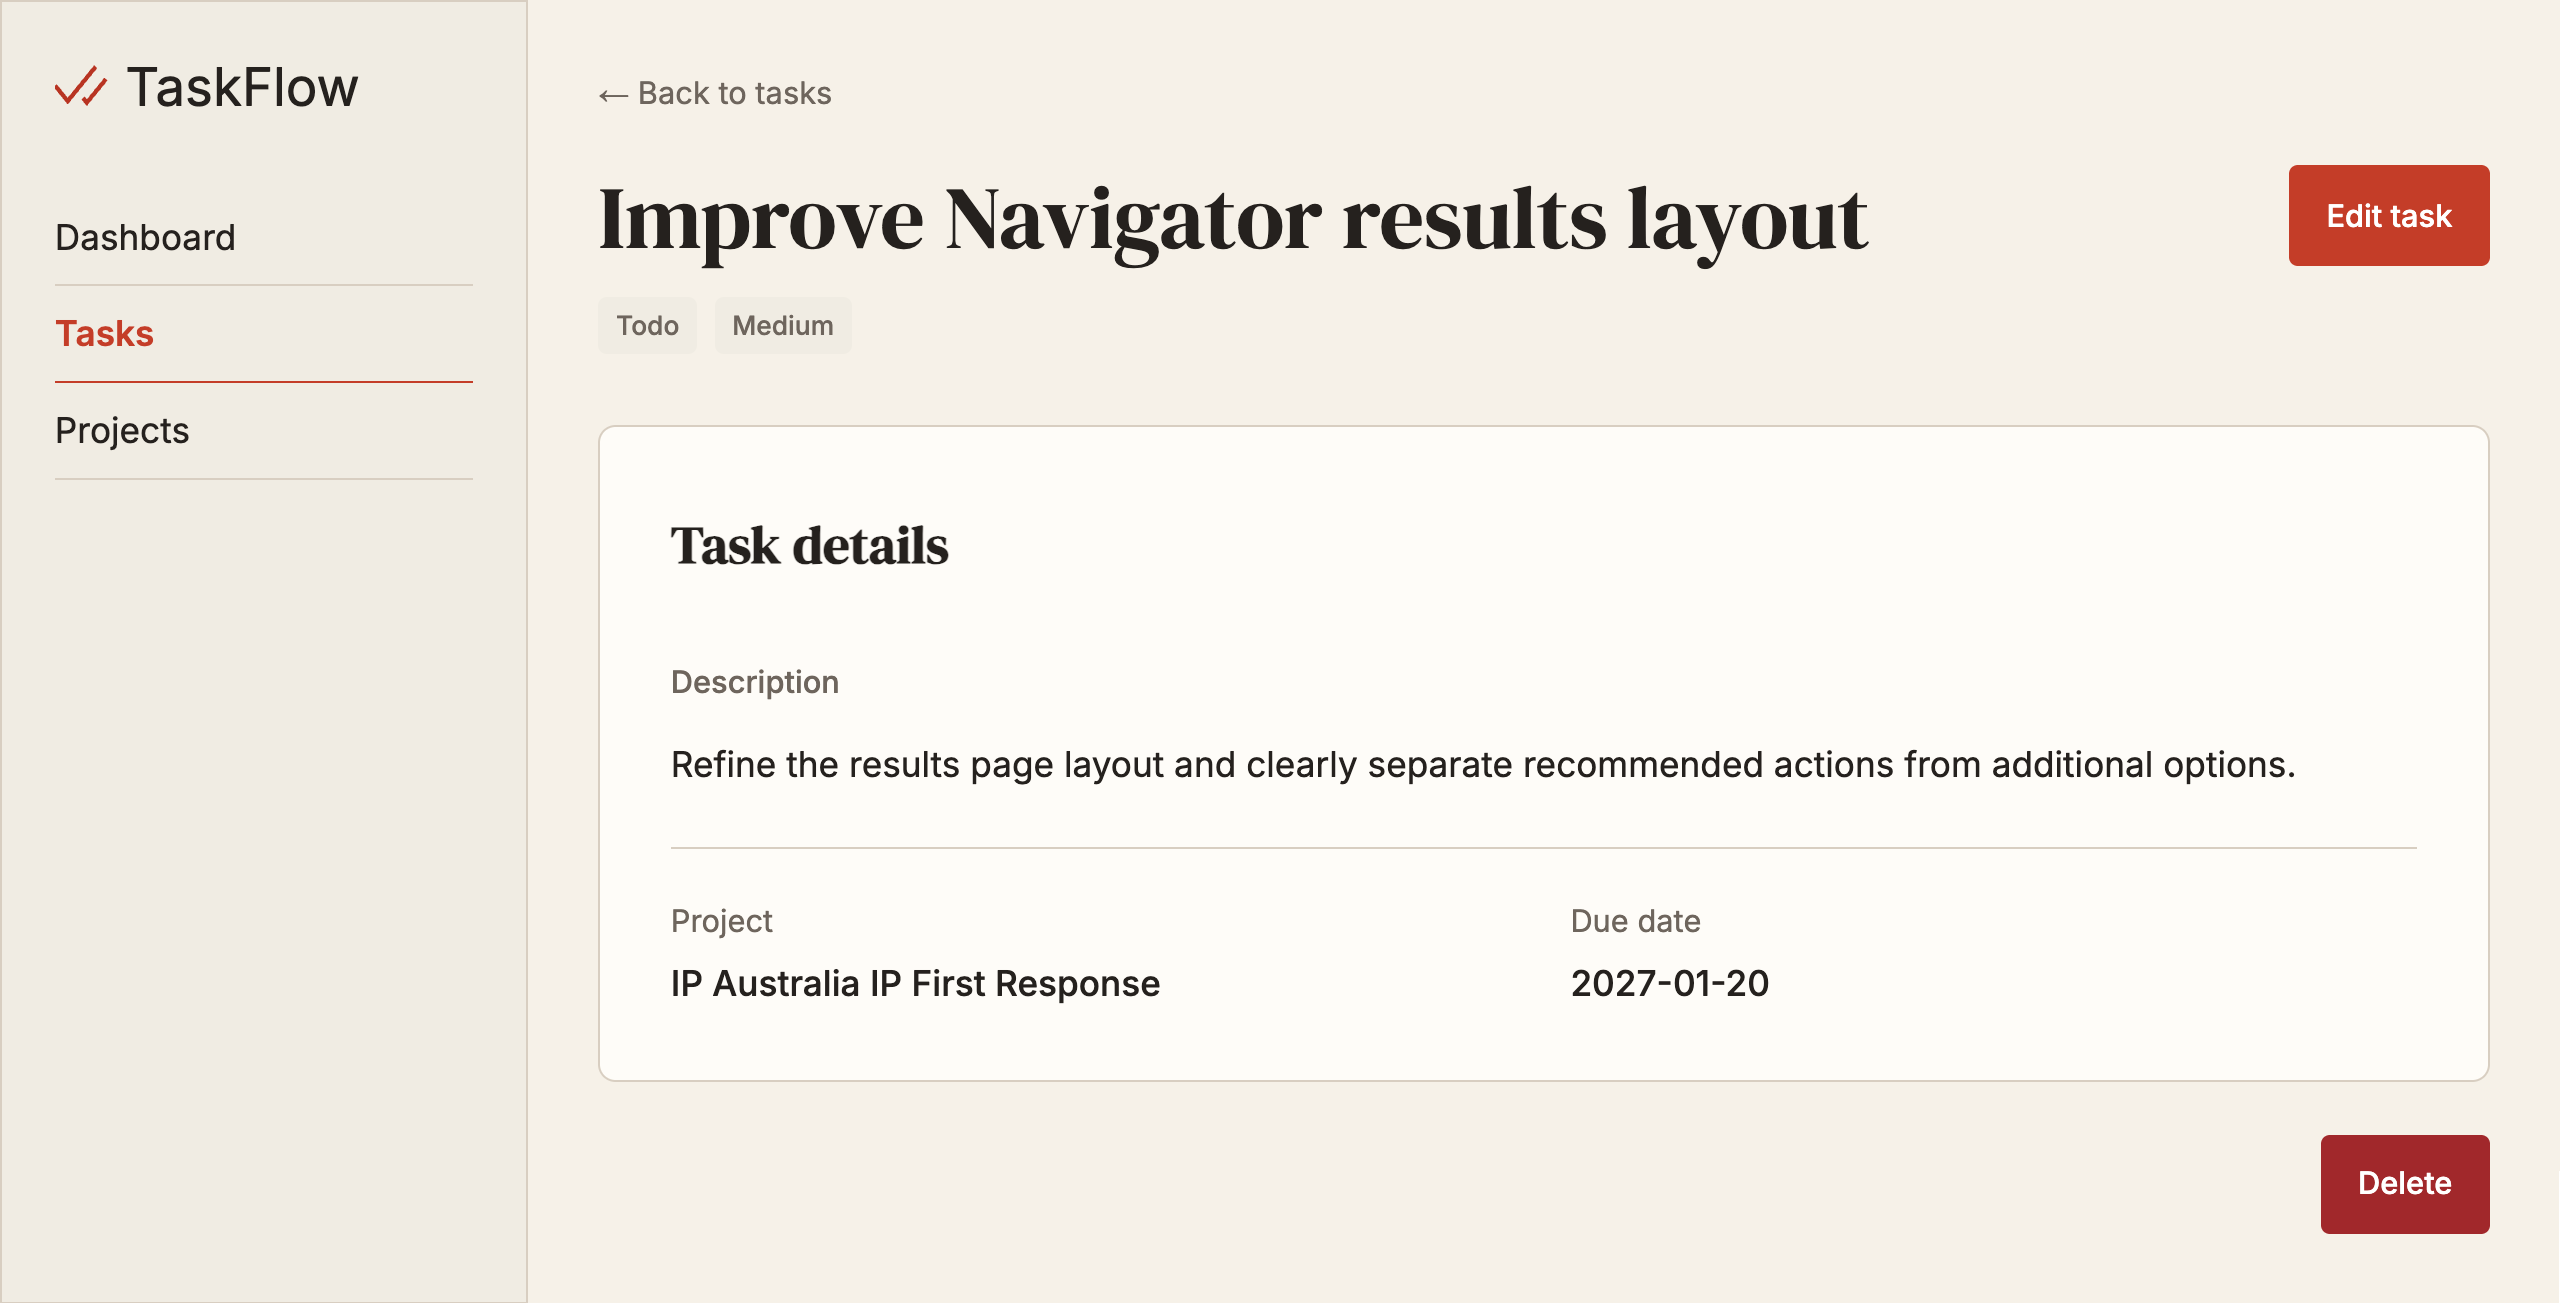 TaskFlow
Dashboard
Tasks
Projects
← Back to tasks
Improve Navigator results layout
Edit task
Todo
Medium
Task details
Description
Refine the results page layout and clearly separate recommended actions from additional options.
Project
IP Australia IP First Response
Due date
2027-01-20
Delete